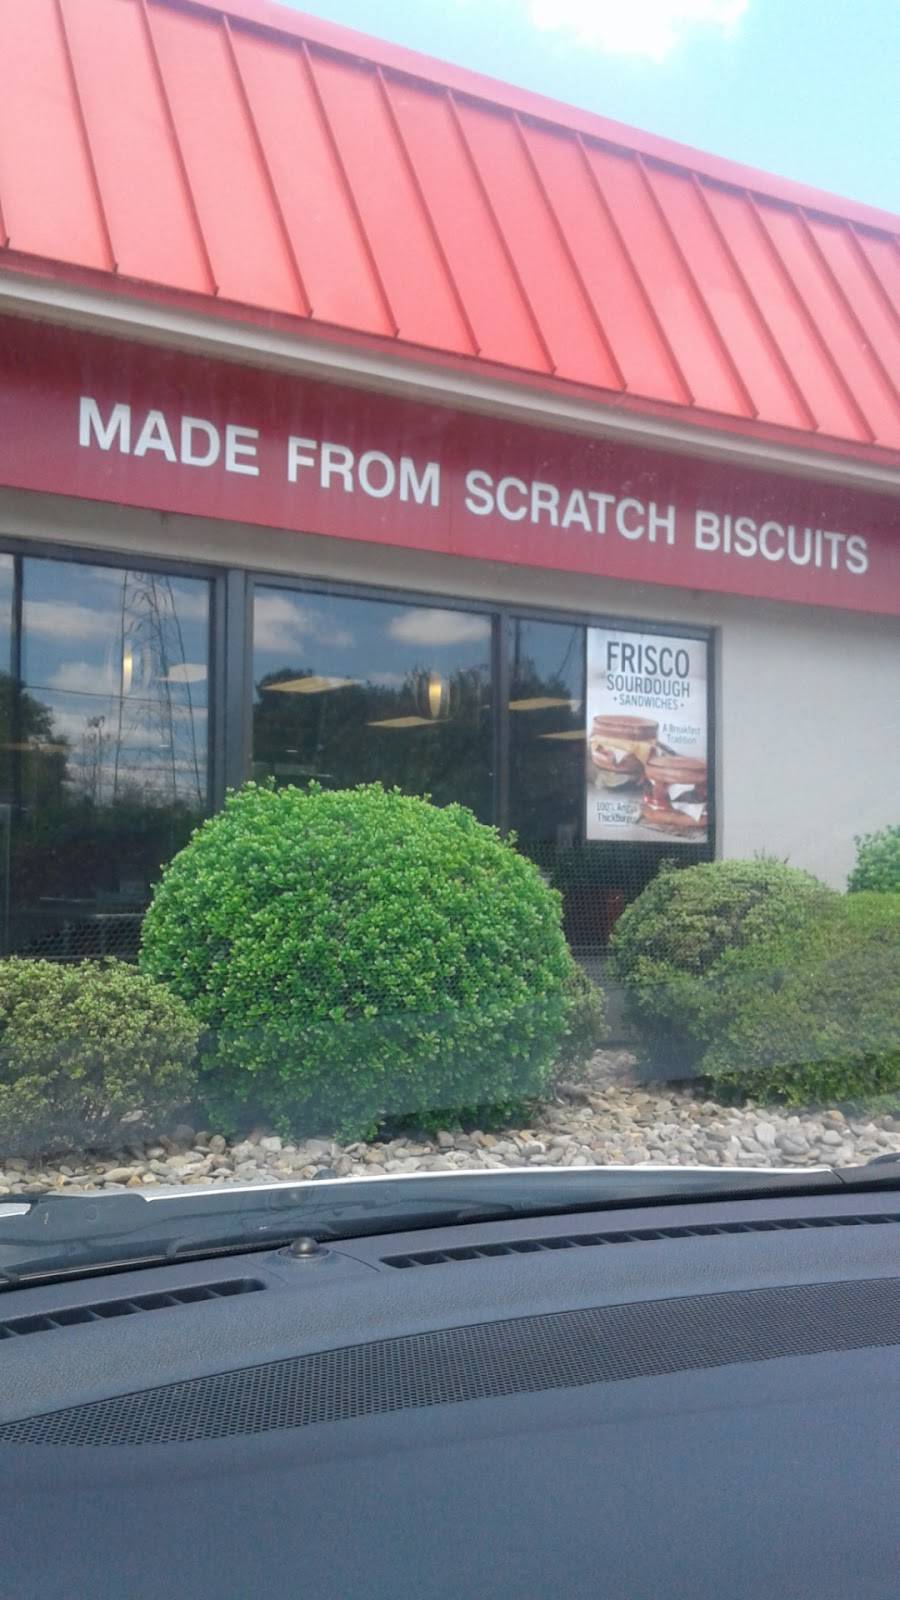 MADE FROM SCRATCH BISCUITS
FRISCO
SOURDOUGH
• SANDWICHES •
A Breakfast
Tradition
100% Angus
Thickburger